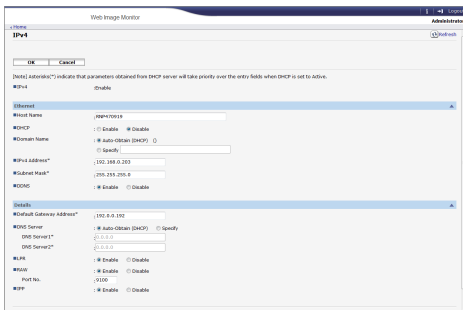 Web Image Monitor
Logout
Administrator
Home
IPv4
Refresh
OK Cancel
[Note] Asterisks(*) indicate that parameters obtained from DHCP server will take priority over the entry fields when DHCP is set to Active.
IPv4 :Enable
Ethernet
Host Name : RNP470919
DHCP : Enable Disable
Domain Name : Auto-Obtain (DHCP) ()
Specify
IPv4 Address* : 192.168.0.203
Subnet Mask* : 255.255.255.0
DDNS : Enable Disable
Details
Default Gateway Address* : 192.0.0.192
DNS Server : Auto-Obtain (DHCP) Specify
DNS Server1* : 0.0.0.0
DNS Server2* : 0.0.0.0
LPR : Enable Disable
RAW : Enable Disable
Port No. : 9100
IPP : Enable Disable